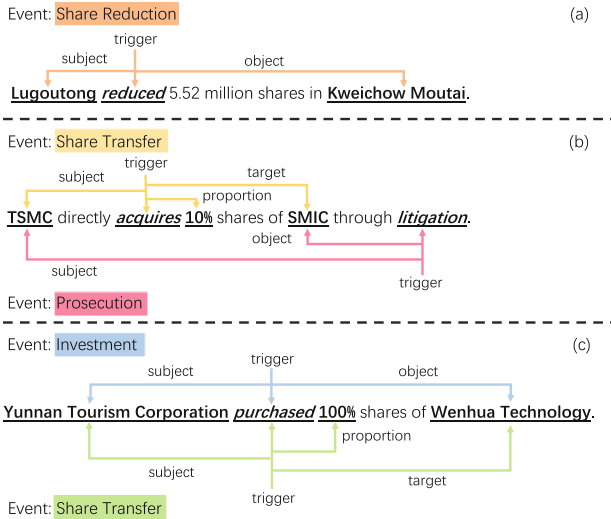 Event: Share Reduction (a)
trigger
subject object
Lugoutong reduced 5.52 million shares in Kweichow Moutai.
Event: Share Transfer (b)
trigger
subject target
proportion
TSMC directly acquires 10% shares of SMIC through litigation.
object
subject
trigger
Event: Prosecution
Event: Investment (c)
trigger
subject object
Yunnan Tourism Corporation purchased 100% shares of Wenhua Technology.
proportion
subject target
trigger
Event: Share Transfer